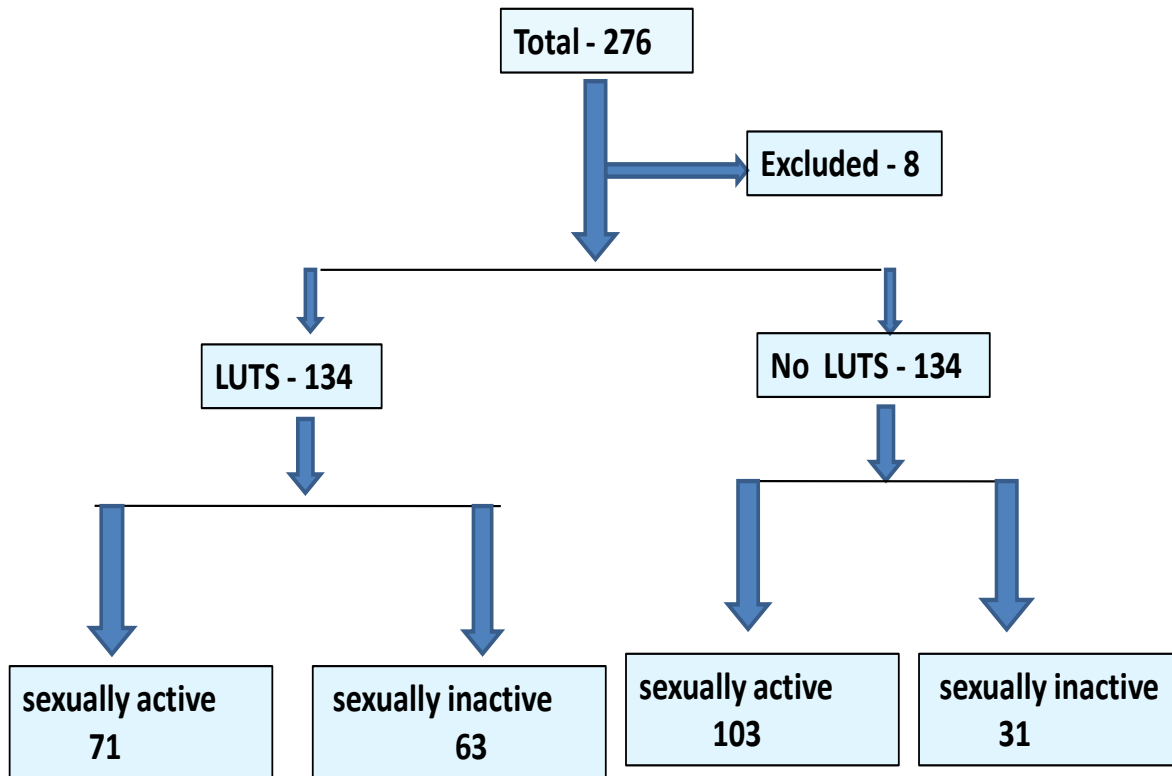 Total - 276
Excluded - 8
LUTS - 134
No LUTS - 134
sexually active
71
sexually inactive
63
sexually active
103
sexually inactive
31